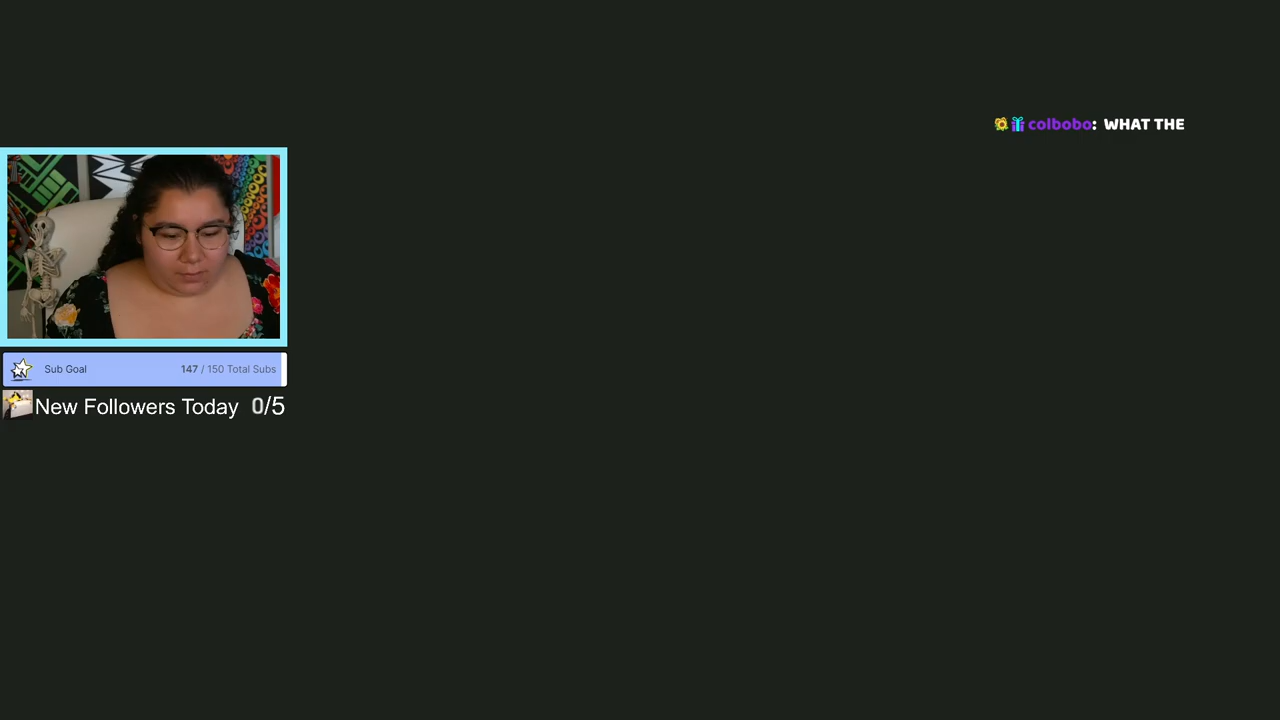 colbobo: WHAT THE
Sub Goal 147 / 150 Total Subs
New Followers Today 0/5